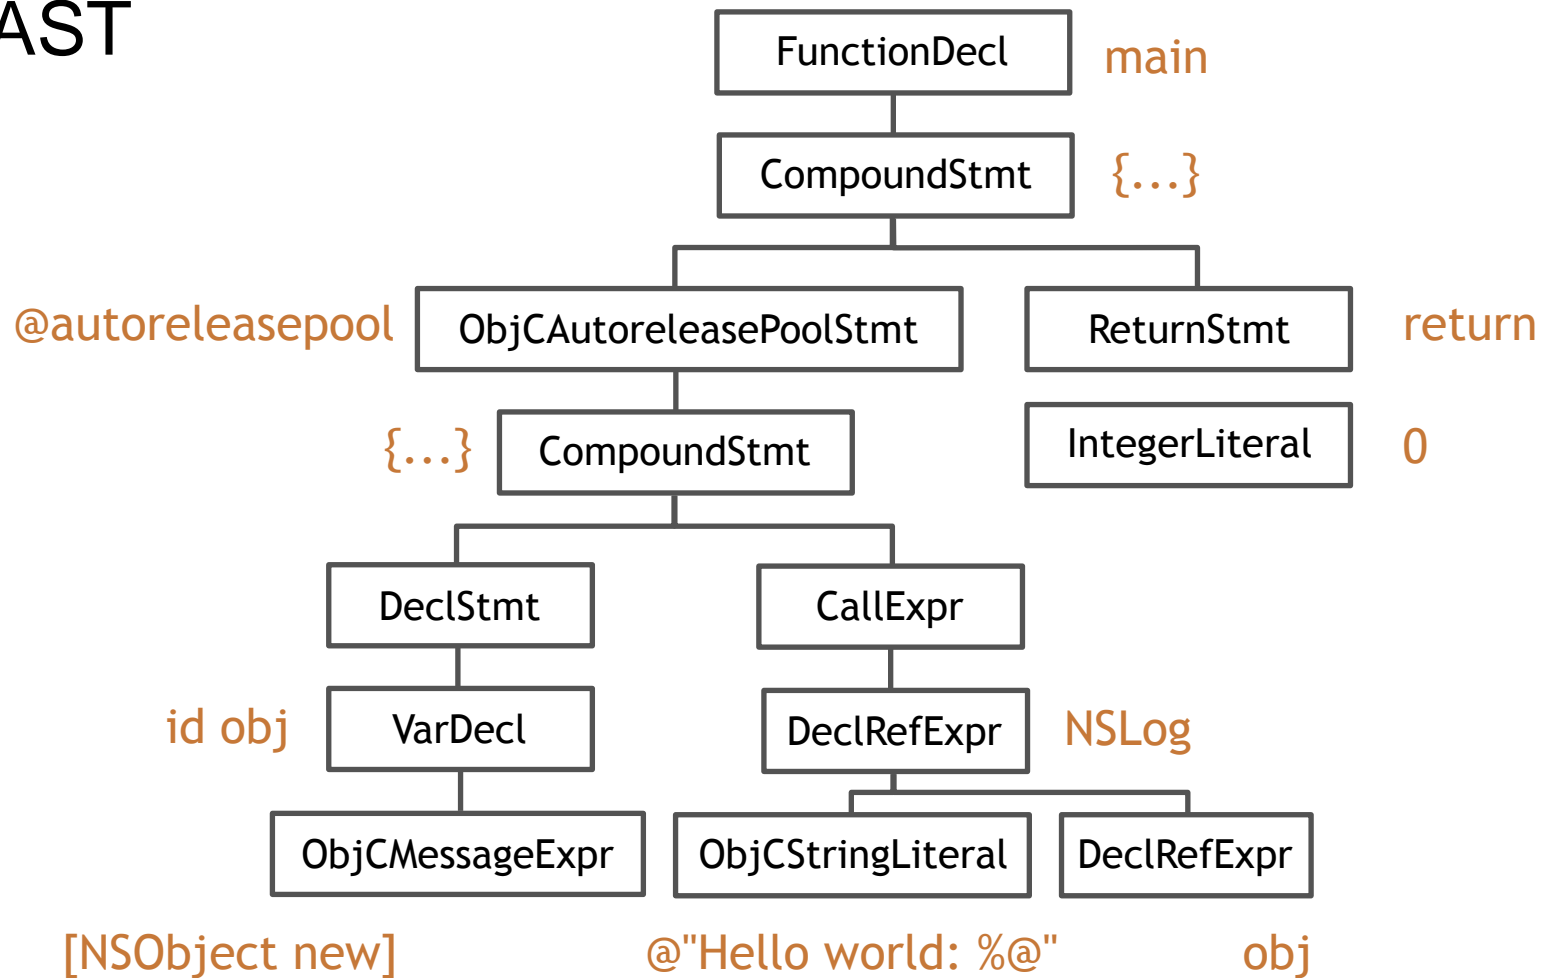 AST
FunctionDecl main
CompoundStmt {...}
@autoreleasepool ObjCAutoreleasePoolStmt ReturnStmt return
{...} CompoundStmt IntegerLiteral 0
DeclStmt CallExpr
id obj VarDecl DeclRefExpr NSLog
ObjCMessageExpr ObjCStringLiteral DeclRefExpr
[NSObject new] @"Hello world: %@" obj